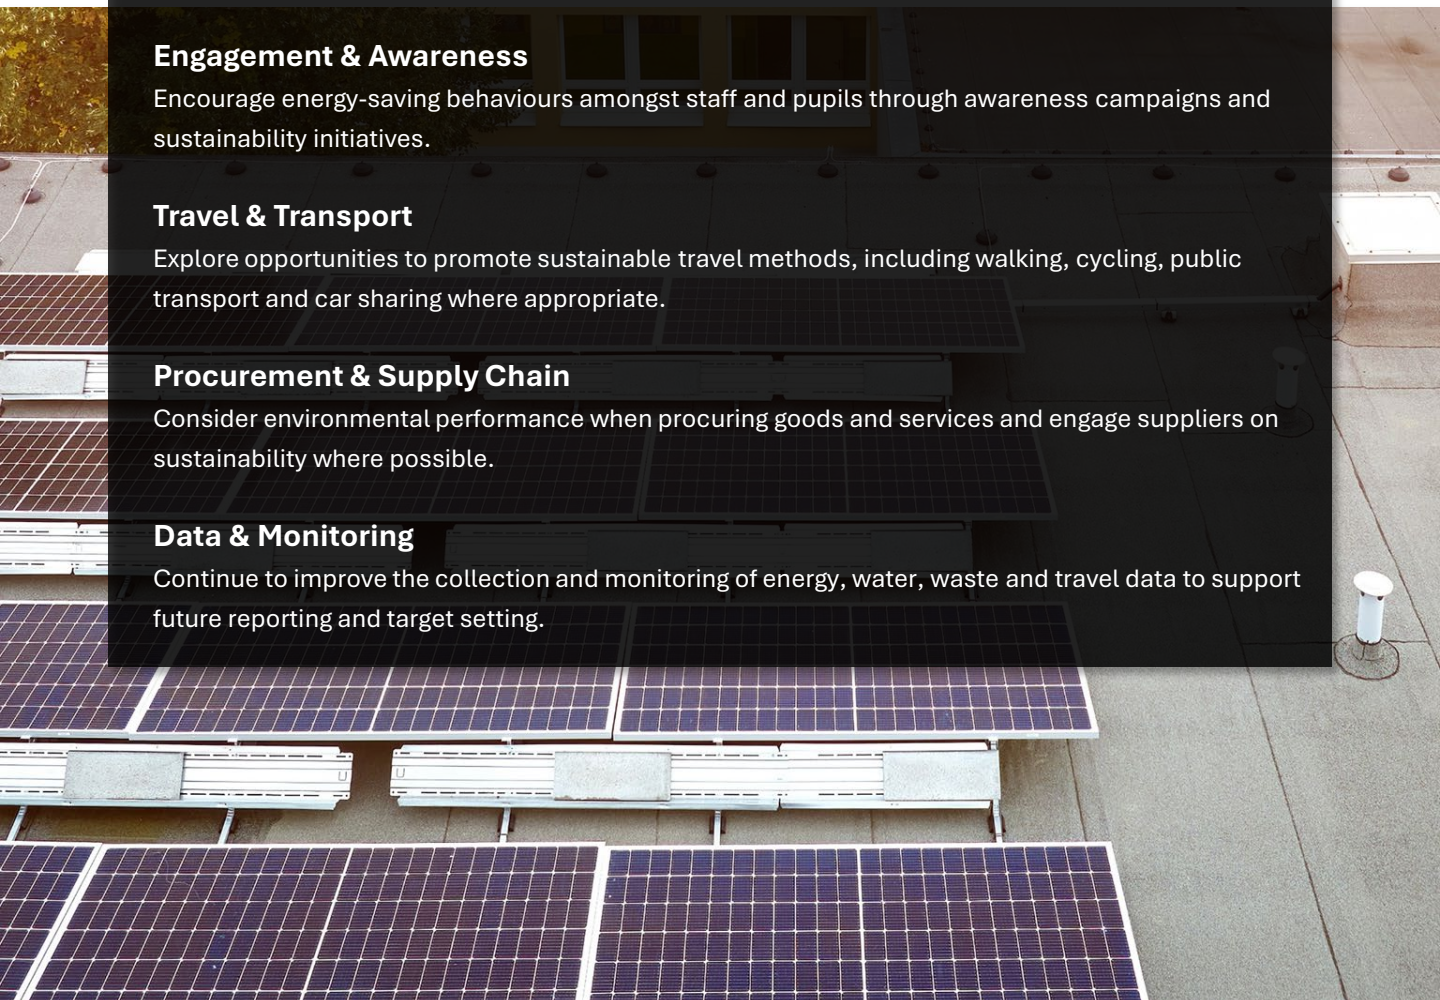 Engagement & Awareness
Encourage energy-saving behaviours amongst staff and pupils through awareness campaigns and
sustainability initiatives.
Travel & Transport
Explore opportunities to promote sustainable travel methods, including walking, cycling, public
transport and car sharing where appropriate.
Procurement & Supply Chain
Consider environmental performance when procuring goods and services and engage suppliers on
sustainability where possible.
Data & Monitoring
Continue to improve the collection and monitoring of energy, water, waste and travel data to support
future reporting and target setting.